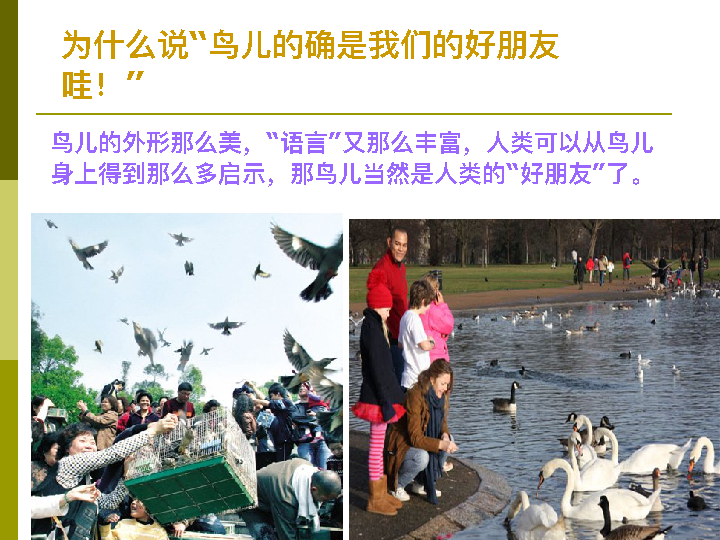 为什么说“鸟儿的确是我们的好朋友
哇！”
鸟儿的外形那么美，“语言”又那么丰富，人类可以从鸟儿
身上得到那么多启示，那鸟儿当然是人类的“好朋友”了。